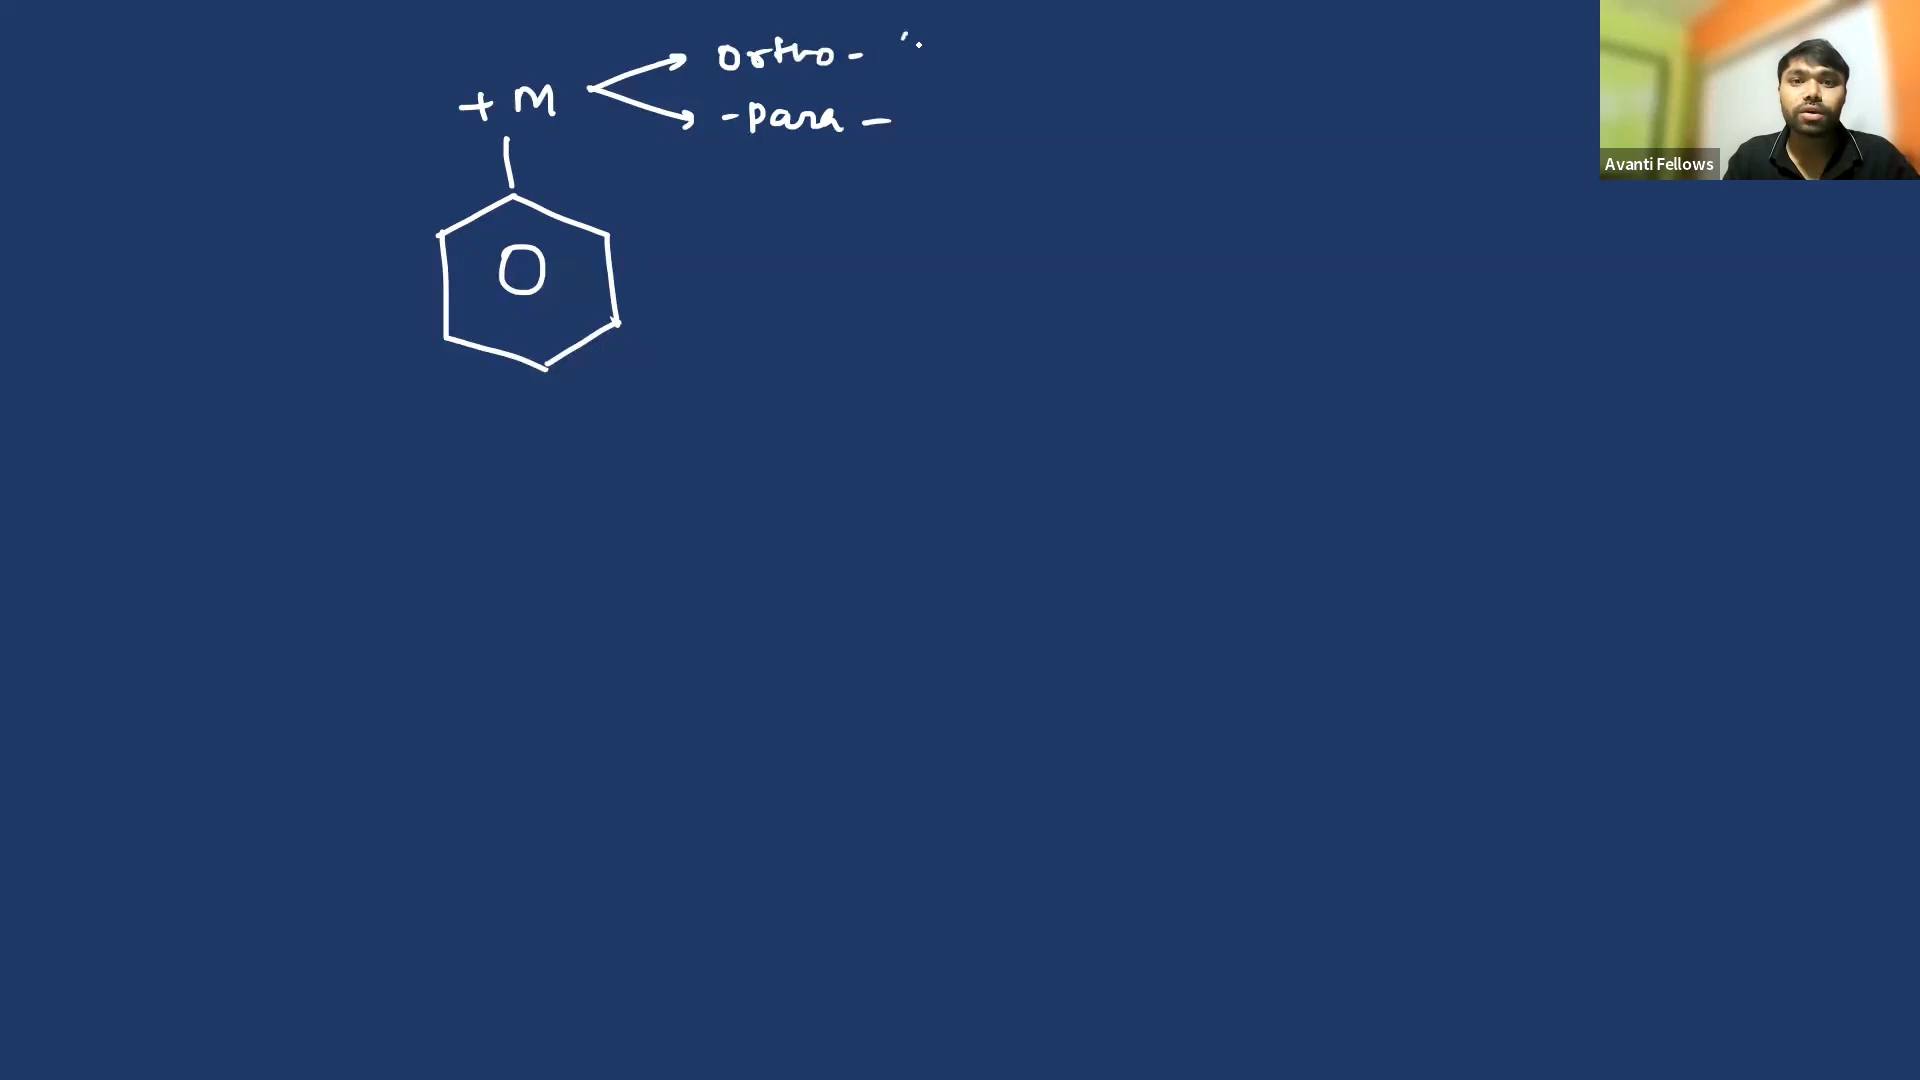 Ortho -
+ M
- Para -
Avanti Fellows